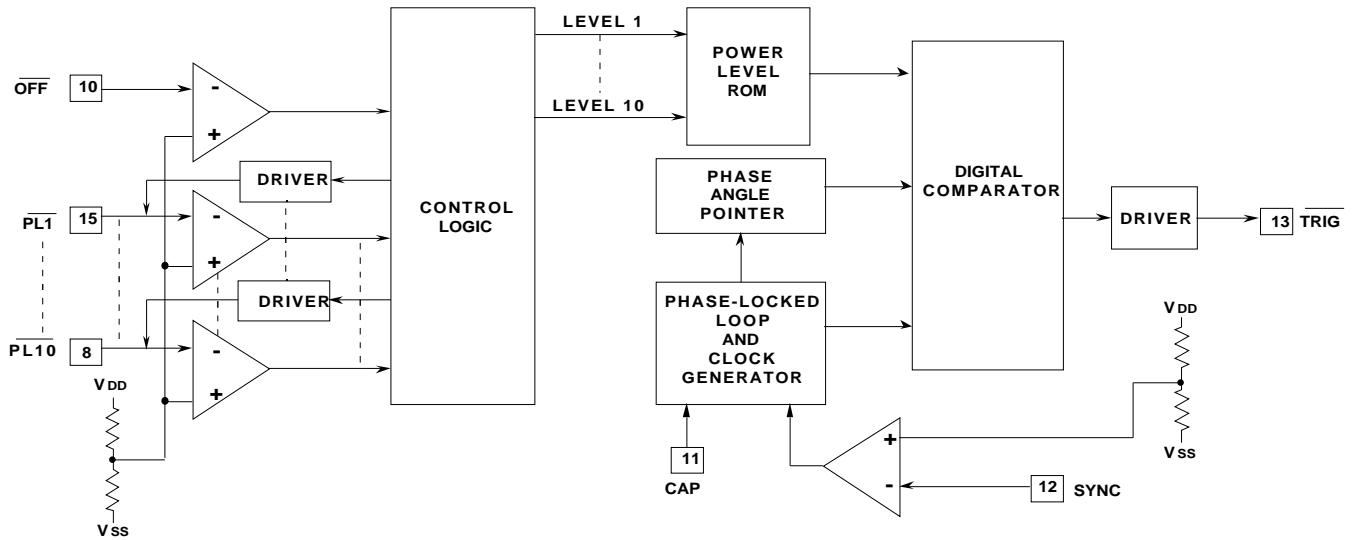 LEVEL 1
LEVEL 10
POWER
LEVEL
ROM
OFF
10
-
+
DRIVER
PL1
15
-
+
DRIVER
PL10
8
-
+
VDD
VSS
CONTROL
LOGIC
PHASE
ANGLE
POINTER
PHASE-LOCKED
LOOP
AND
CLOCK
GENERATOR
DIGITAL
COMPARATOR
DRIVER
13
TRIG
VDD
VSS
+
-
11
CAP
12
SYNC